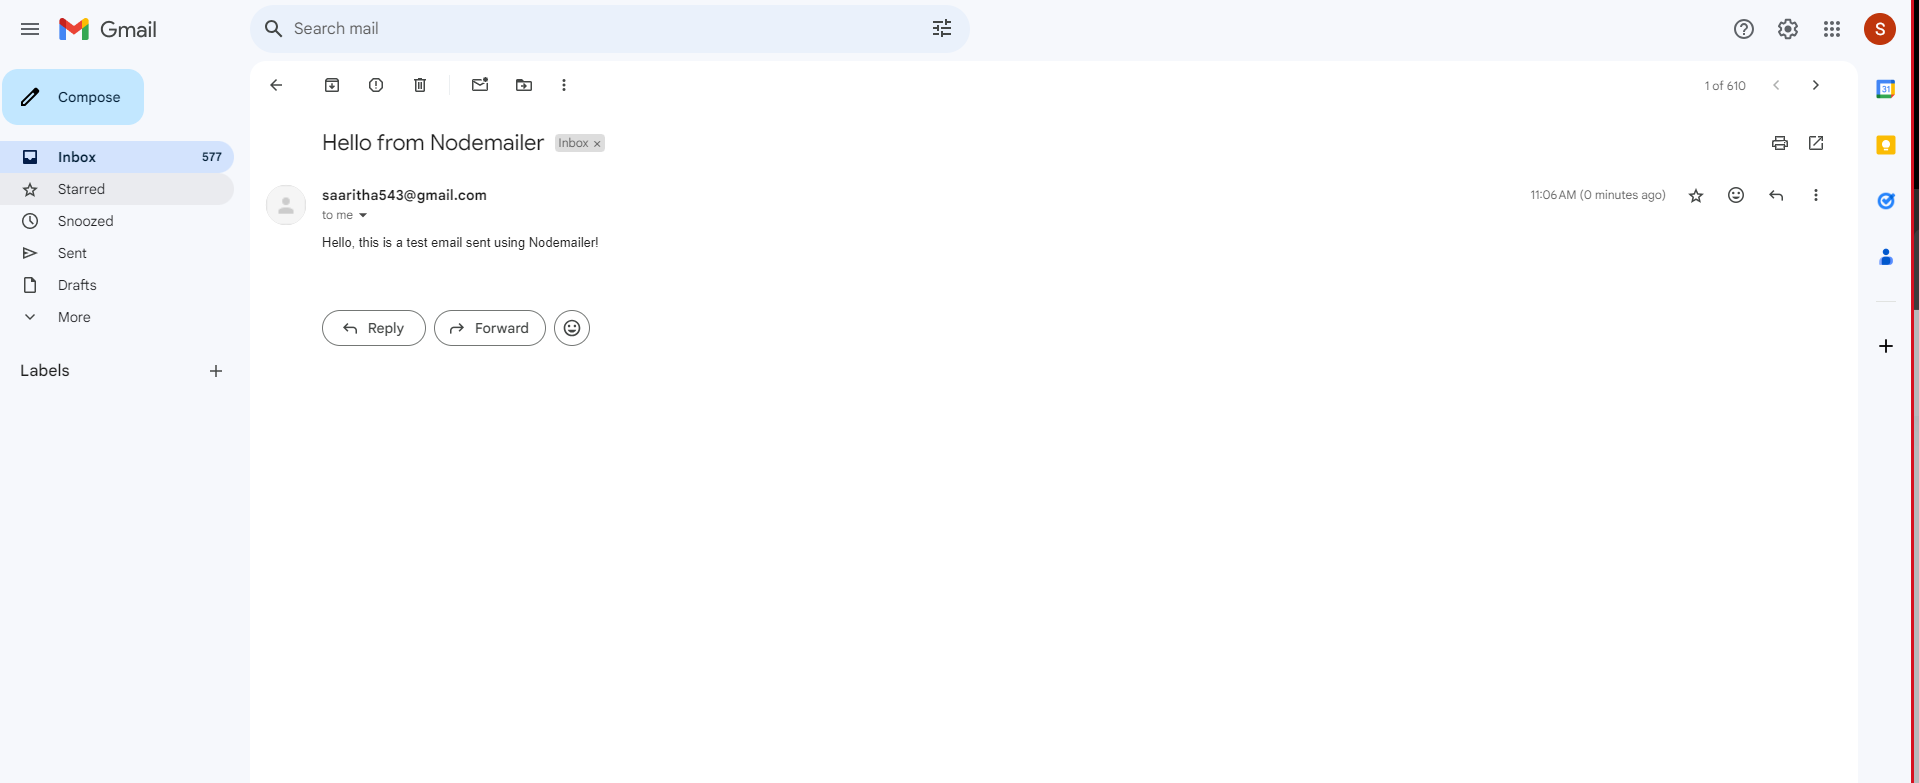 Gmail
Search mail
S
Compose
1 of 610
31
Hello from Nodemailer Inbox ×
Inbox 577
Starred
saaritha543@gmail.com 11:06 AM (0 minutes ago)
to me
Snoozed
Hello, this is a test email sent using Nodemailer!
Sent
Drafts
More
Reply Forward
Labels